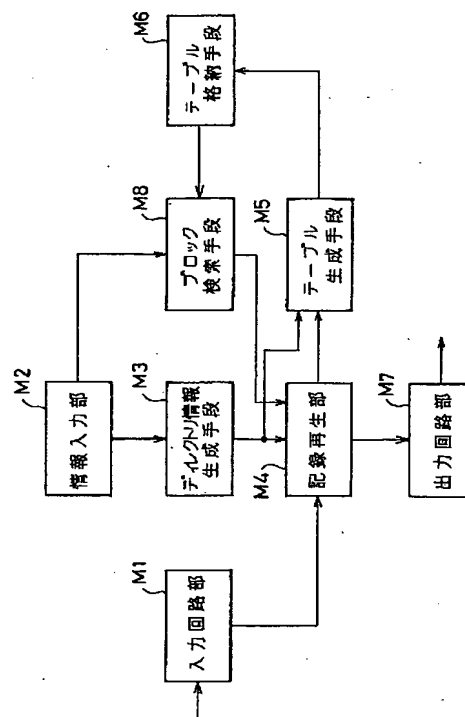 M1
入力回路部
M2
情報入力部
M3
ディレクトリ情報
生成手段
M4
記録再生部
M8
ブロック
検索手段
M6
テーブル
格納手段
M5
テーブル
生成手段
M7
出力回路部